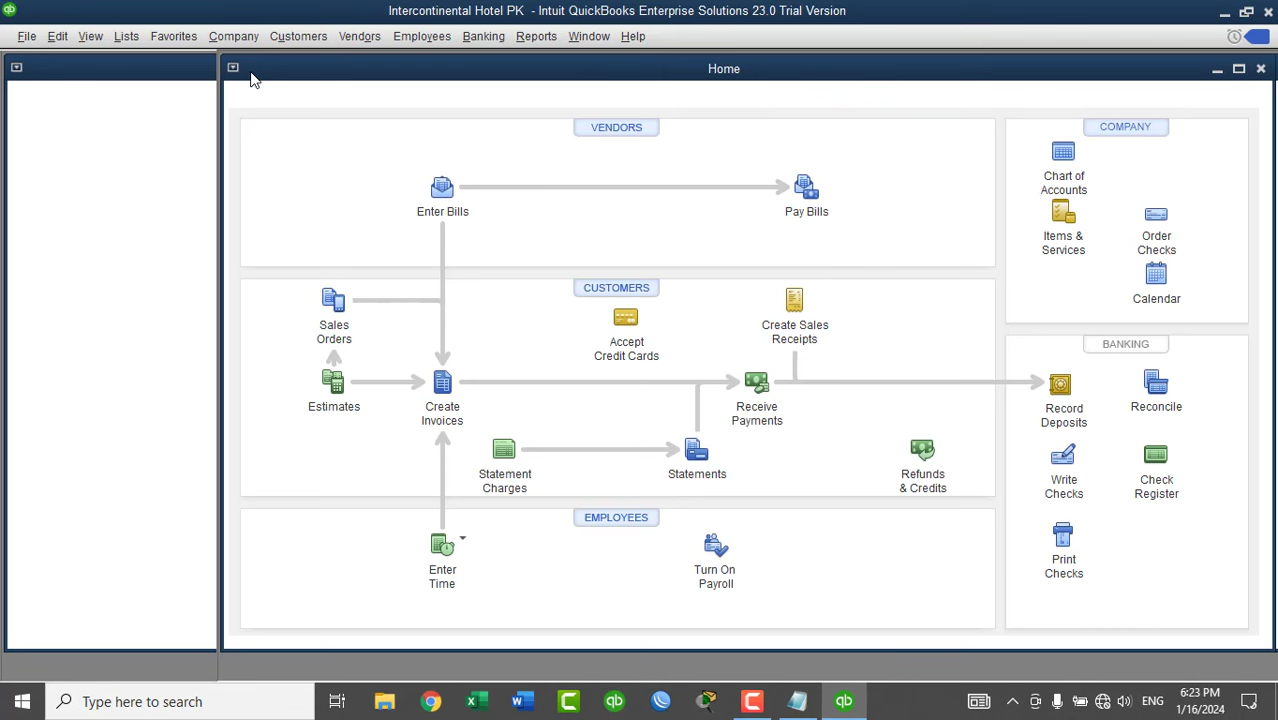 Intercontinental Hotel PK  - Intuit QuickBooks Enterprise Solutions 23.0 Trial Version
File Edit View Lists Favorites Company Customers Vendors Employees Banking Reports Window Help
Home
VENDORS
Enter Bills
Pay Bills
CUSTOMERS
Sales
Orders
Accept
Credit Cards
Create Sales
Receipts
Estimates
Create
Invoices
Receive
Payments
Statement
Charges
Statements
Refunds
& Credits
EMPLOYEES
Enter
Time
Turn On
Payroll
COMPANY
Chart of
Accounts
Items &
Services
Order
Checks
Calendar
BANKING
Record
Deposits
Reconcile
Write
Checks
Check
Register
Print
Checks
Type here to search
ENG
6:23 PM
1/16/2024